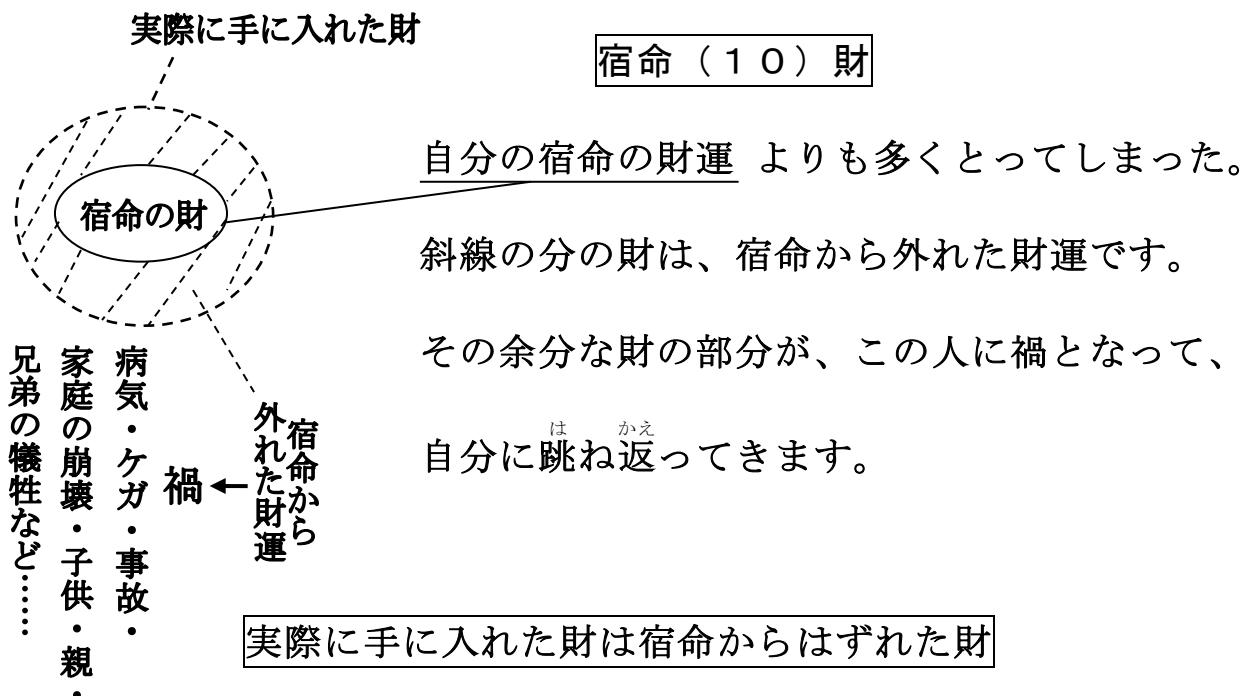 実際に手に入れた財
宿命(10)財
宿命の財
自分の宿命の財運 よりも多くとってしまった。
斜線の分の財は、宿命から外れた財運です。
その余分な財の部分が、この人に禍となって、
自分に跳ね返ってきます。
は かえ
宿命から
外れた財運
禍
病気・ケガ・事故・
家庭の崩壊・子供・親・
兄弟の犠牲など……
実際に手に入れた財は宿命からはずれた財